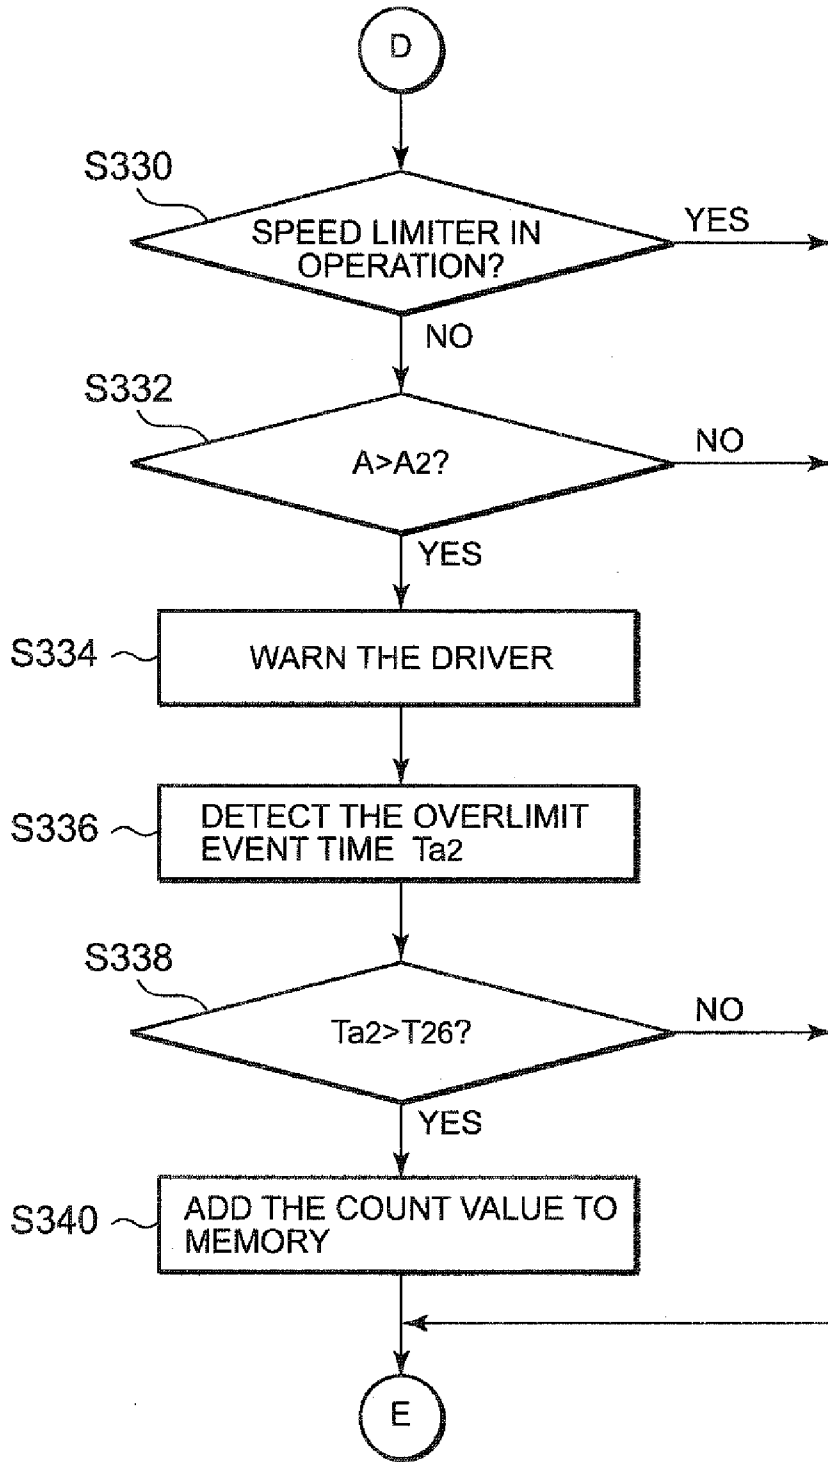 D
S330
SPEED LIMITER IN
OPERATION?
YES
NO
S332
A>A2?
NO
YES
S334
WARN THE DRIVER
S336
DETECT THE OVERLIMIT
EVENT TIME Ta2
S338
Ta2>T26?
NO
YES
S340
ADD THE COUNT VALUE TO
MEMORY
E